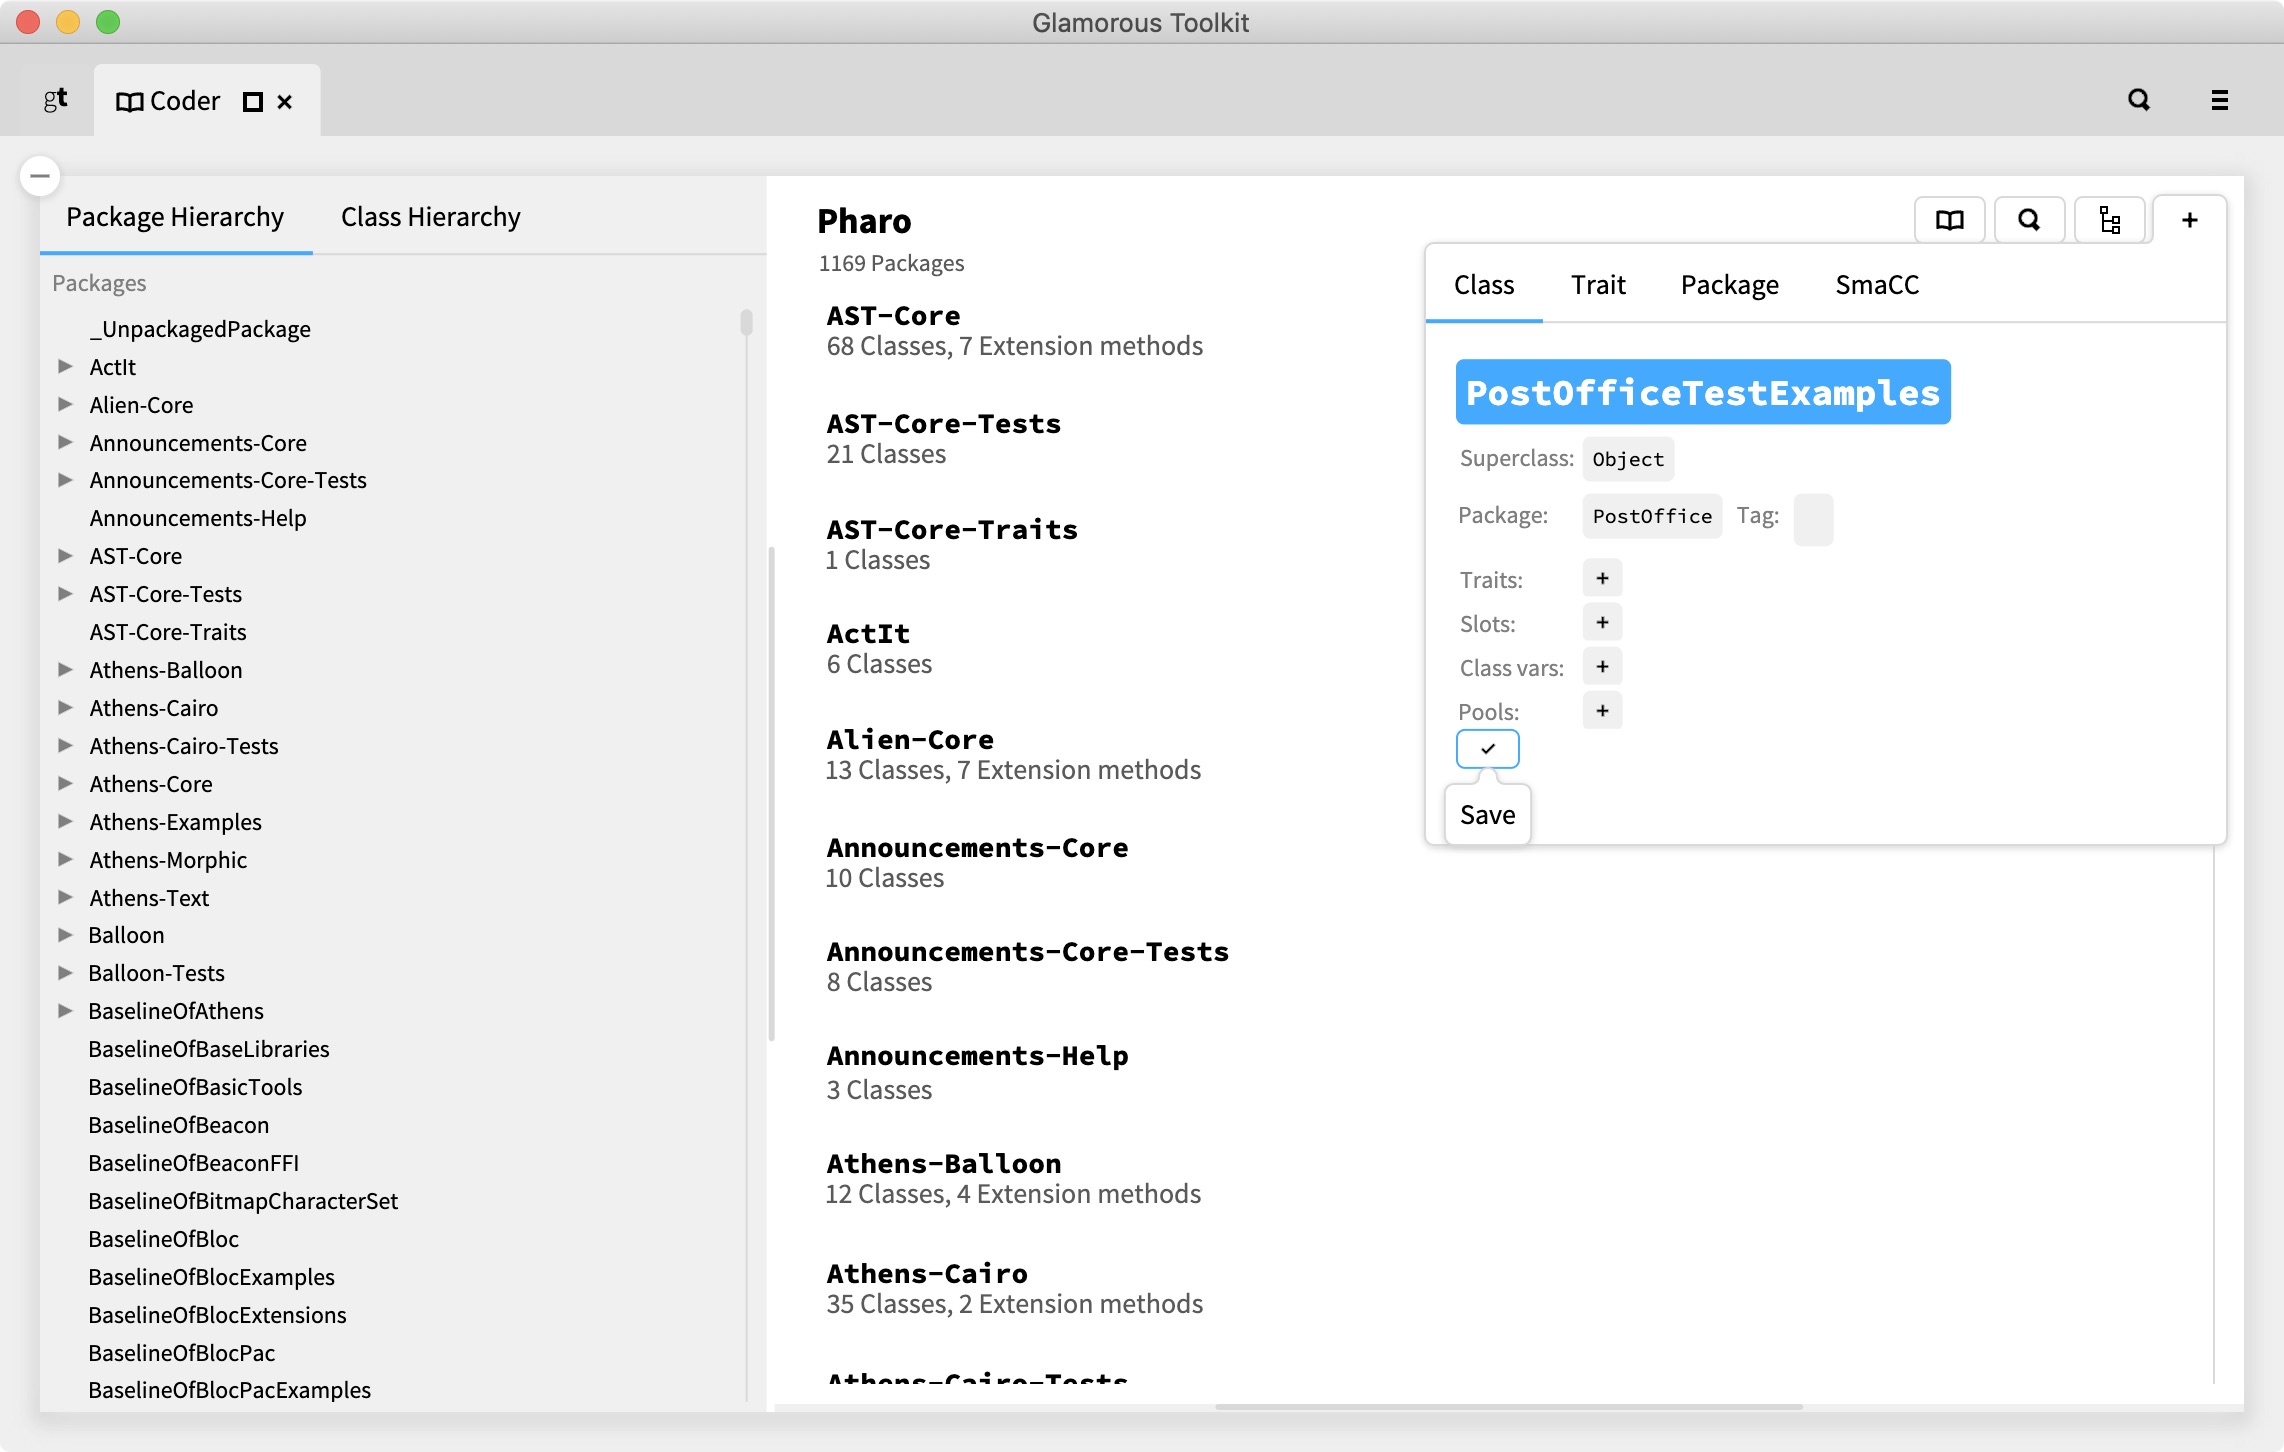 Glamorous Toolkit
gt
Coder
Package Hierarchy
Class Hierarchy
Packages
_UnpackagedPackage
ActIt
Alien-Core
Announcements-Core
Announcements-Core-Tests
Announcements-Help
AST-Core
AST-Core-Tests
AST-Core-Traits
Athens-Balloon
Athens-Cairo
Athens-Cairo-Tests
Athens-Core
Athens-Examples
Athens-Morphic
Athens-Text
Balloon
Balloon-Tests
BaselineOfAthens
BaselineOfBaseLibraries
BaselineOfBasicTools
BaselineOfBeacon
BaselineOfBeaconFFI
BaselineOfBitmapCharacterSet
BaselineOfBloc
BaselineOfBlocExamples
BaselineOfBlocExtensions
BaselineOfBlocPac
BaselineOfBlocPacExamples
Pharo
1169 Packages
AST-Core
68 Classes, 7 Extension methods
AST-Core-Tests
21 Classes
AST-Core-Traits
1 Classes
ActIt
6 Classes
Alien-Core
13 Classes, 7 Extension methods
Announcements-Core
10 Classes
Announcements-Core-Tests
8 Classes
Announcements-Help
3 Classes
Athens-Balloon
12 Classes, 4 Extension methods
Athens-Cairo
35 Classes, 2 Extension methods
Athens-Cairo-Tests
Class Trait Package SmaCC
PostOfficeTestExamples
Superclass: Object
Package: PostOffice Tag:
Traits: +
Slots: +
Class vars: +
Pools: +
Save